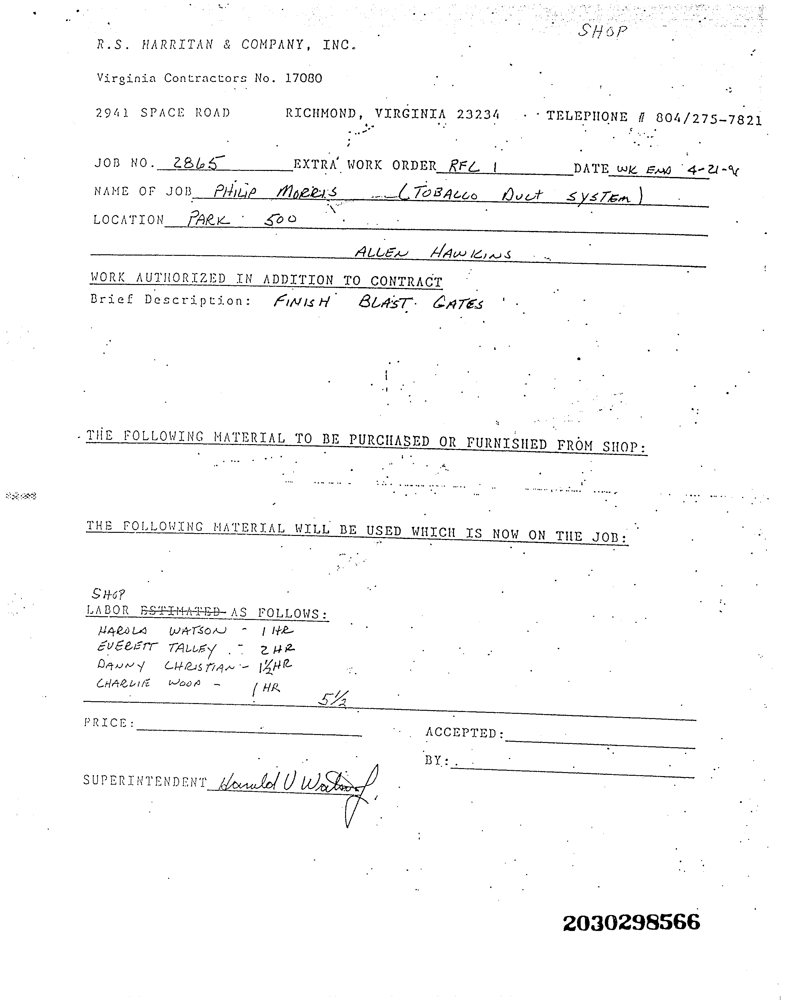 SHOP
R.S. HARRITAN & COMPANY, INC.
Virginia Contractors No. 17080
2941 SPACE ROAD RICHMOND, VIRGINIA 23234 TELEPHONE # 804/275-7821
JOB NO. 2865 EXTRA WORK ORDER RFL 1 DATE WK END 4-21-
NAME OF JOB PHILIP MORRIS (TOBACCO DUCT SYSTEM)
LOCATION PARK 500
ALLEN HAWKINS
WORK AUTHORIZED IN ADDITION TO CONTRACT
Brief Description: FINISH BLAST GATES
THE FOLLOWING MATERIAL TO BE PURCHASED OR FURNISHED FROM SHOP:
THE FOLLOWING MATERIAL WILL BE USED WHICH IS NOW ON THE JOB:
SHOP
LABOR ESTIMATED AS FOLLOWS:
HAROLD WATSON - 1 HR
EVERETT TALLEY - 2 HR
DANNY CHRISTIAN - 1½ HR
CHARLIE WOOD - 1 HR
5½
PRICE:
ACCEPTED:
BY:
SUPERINTENDENT Harold V Watson
2030298566